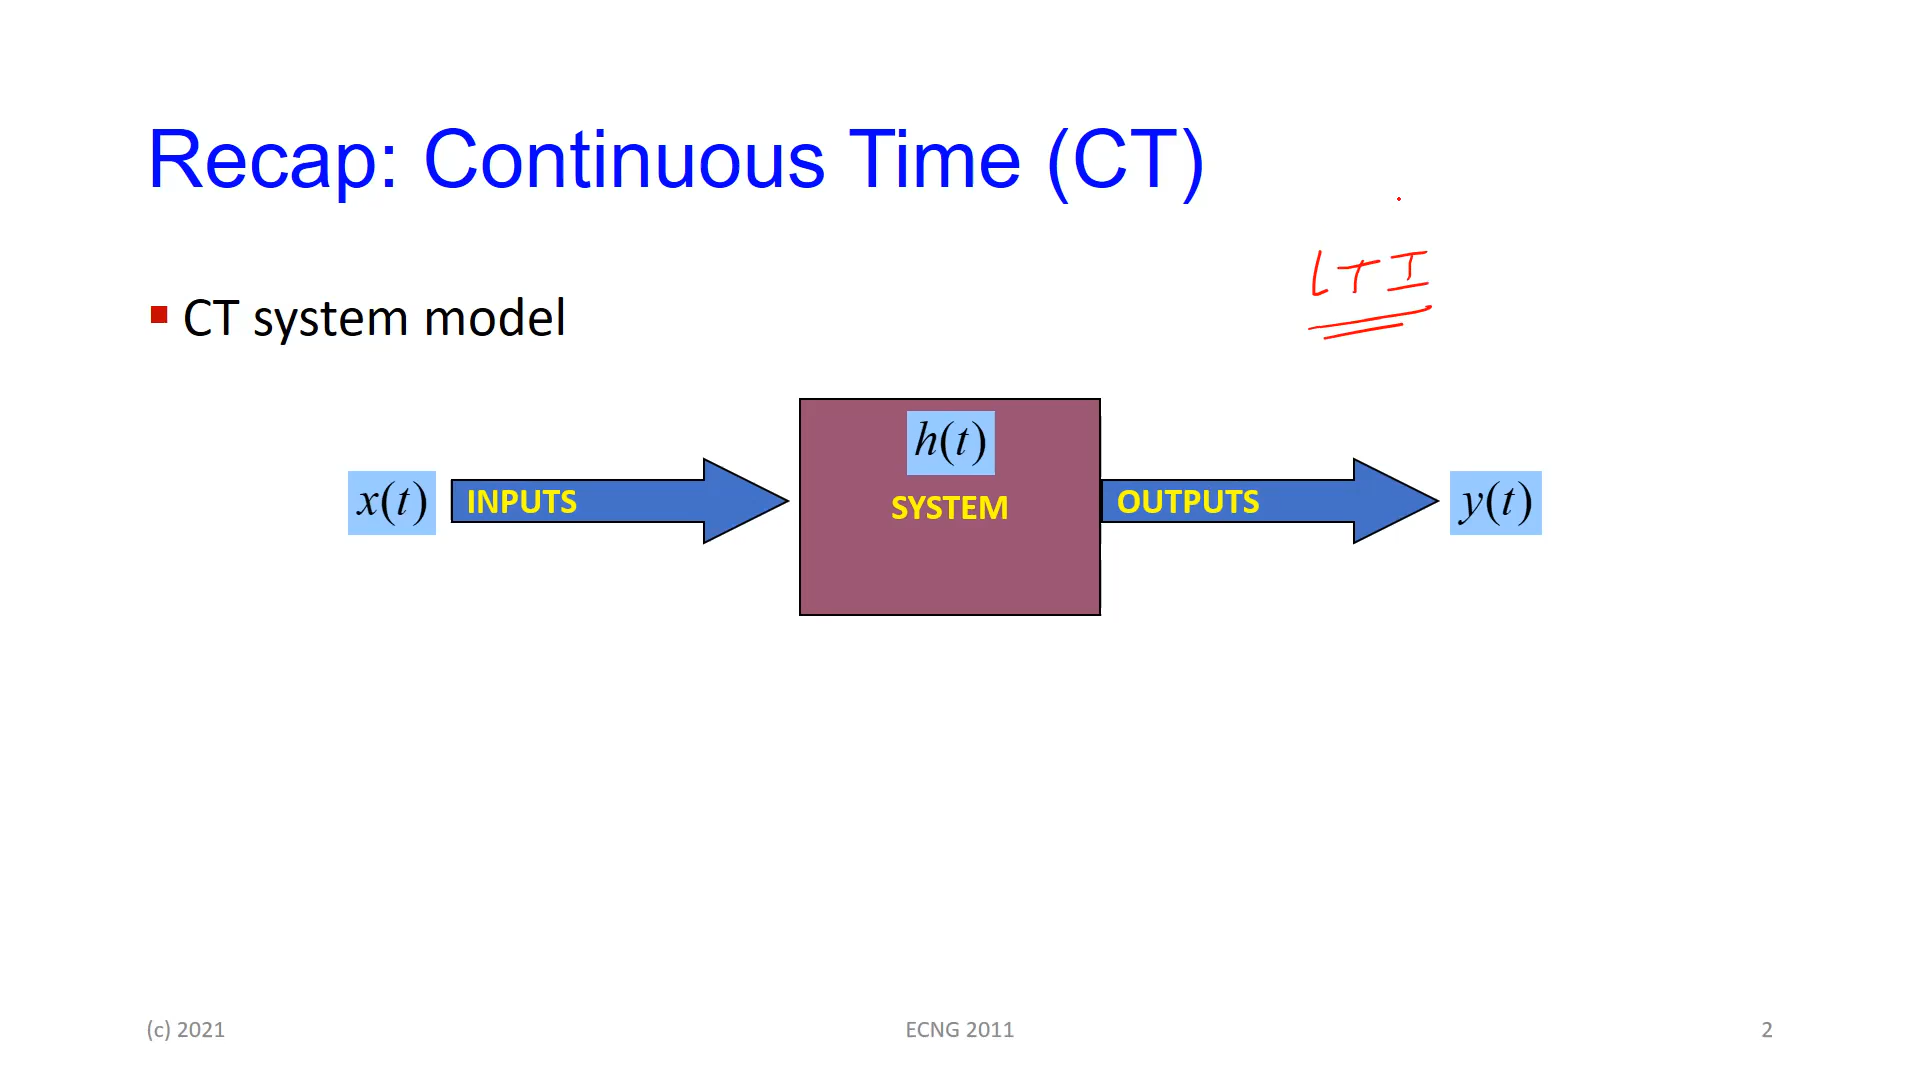 Recap: Continuous Time (CT)
LTI
CT system model
h(t)
x(t) INPUTS SYSTEM OUTPUTS y(t)
(c) 2021 ECNG 2011 2